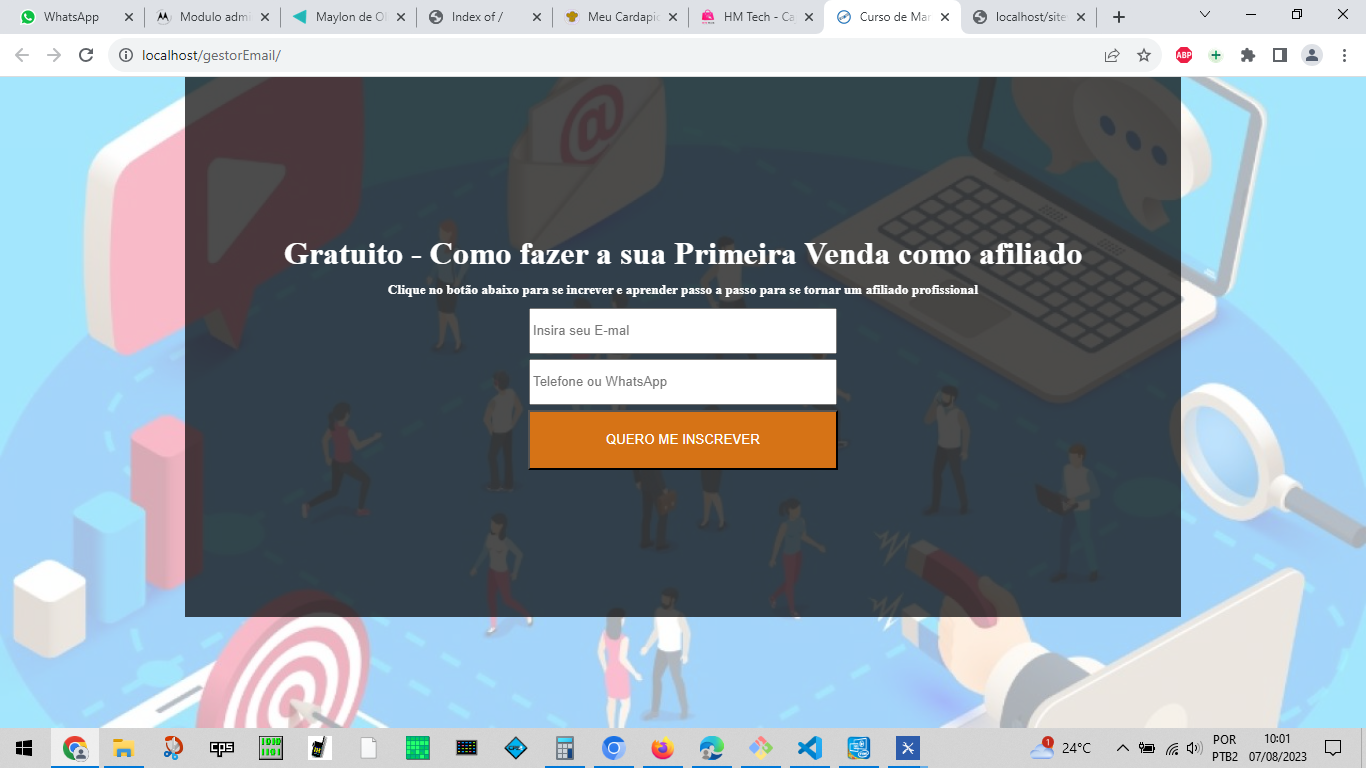 WhatsApp
Modulo admi
Maylon de Ol
Index of /
Meu Cardapio
HM Tech - Ca
Curso de Mar
localhost/site
localhost/gestorEmail/
ABP
@
Gratuito - Como fazer a sua Primeira Venda como afiliado
Clique no botão abaixo para se increver e aprender passo a passo para se tornar um afiliado profissional
Insira seu E-mal
Telefone ou WhatsApp
QUERO ME INSCREVER
cps
1
24°C
POR
PTB2
10:01
07/08/2023